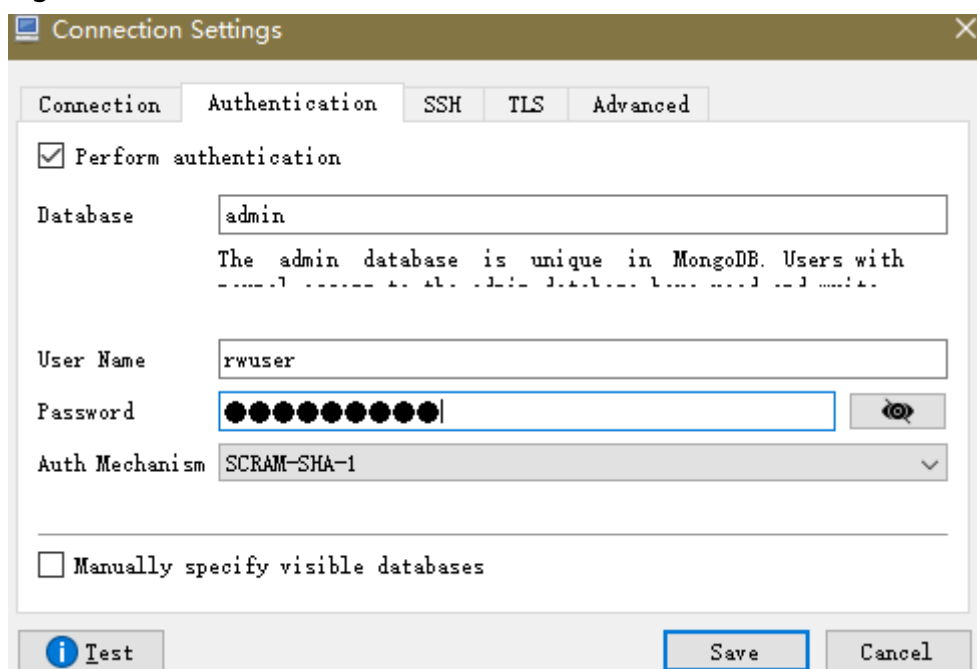 Connection Settings
Connection Authentication SSH TLS Advanced
Perform authentication
Database admin
The admin database is unique in MongoDB. Users with
User Name rwuser
Password
Auth Mechanism SCRAM-SHA-1
Manually specify visible databases
Test Save Cancel